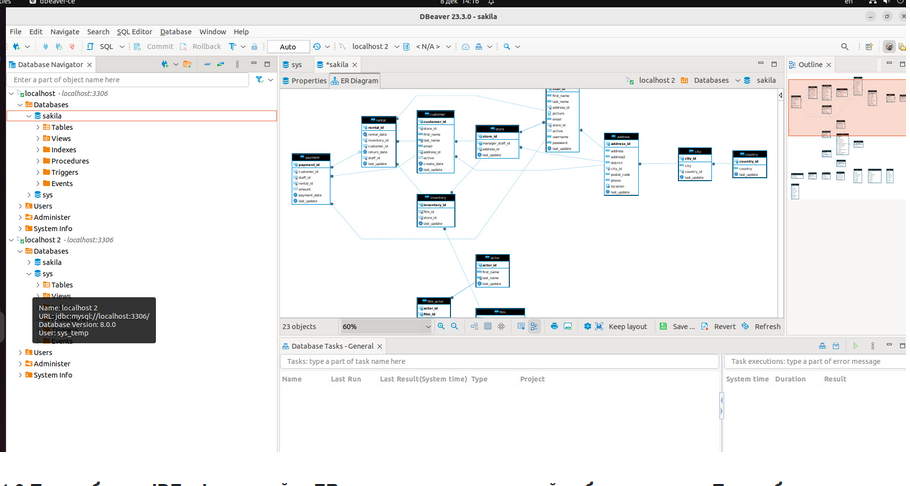 dbeaver-ce
8 дек 14:16
en
DBeaver 23.3.0 - sakila
File Edit Navigate Search SQL Editor Database Window Help
SQL Commit Rollback Auto localhost 2 < N/A >
Database Navigator
Enter a part of object name here
localhost - localhost:3306
Databases
sakila
Tables
Views
Indexes
Procedures
Triggers
Events
sys
Users
Administer
System Info
localhost 2 - localhost:3306
Databases
sakila
sys
Tables
Views
Name: localhost 2
URL: jdbc:mysql://localhost:3306/
Database Version: 8.0.0
User: sys_temp
Events
Users
Administer
System Info
sys *sakila
Properties ER Diagram
localhost 2 Databases sakila
payment
payment_id
customer_id
staff_id
rental_id
amount
payment_date
last_update
rental
rental_id
rental_date
inventory_id
customer_id
return_date
staff_id
last_update
customer
customer_id
store_id
first_name
last_name
email
address_id
active
create_date
last_update
inventory
inventory_id
film_id
store_id
last_update
store
store_id
manager_staff_id
address_id
last_update
first_name
last_name
address_id
picture
email
store_id
active
username
password
last_update
address
address_id
address
address2
district
city_id
postal_code
phone
location
last_update
city
city_id
city
country_id
last_update
country
country_id
country
last_update
actor
actor_id
first_name
last_name
last_update
film_actor
actor_id
film_id
film
23 objects 60% Keep layout Save ... Revert Refresh
Outline
Database Tasks - General
Tasks: type a part of task name here
Name Last Run Last Result(System time) Type Project
Task executions: type a part of error message
System time Duration Result